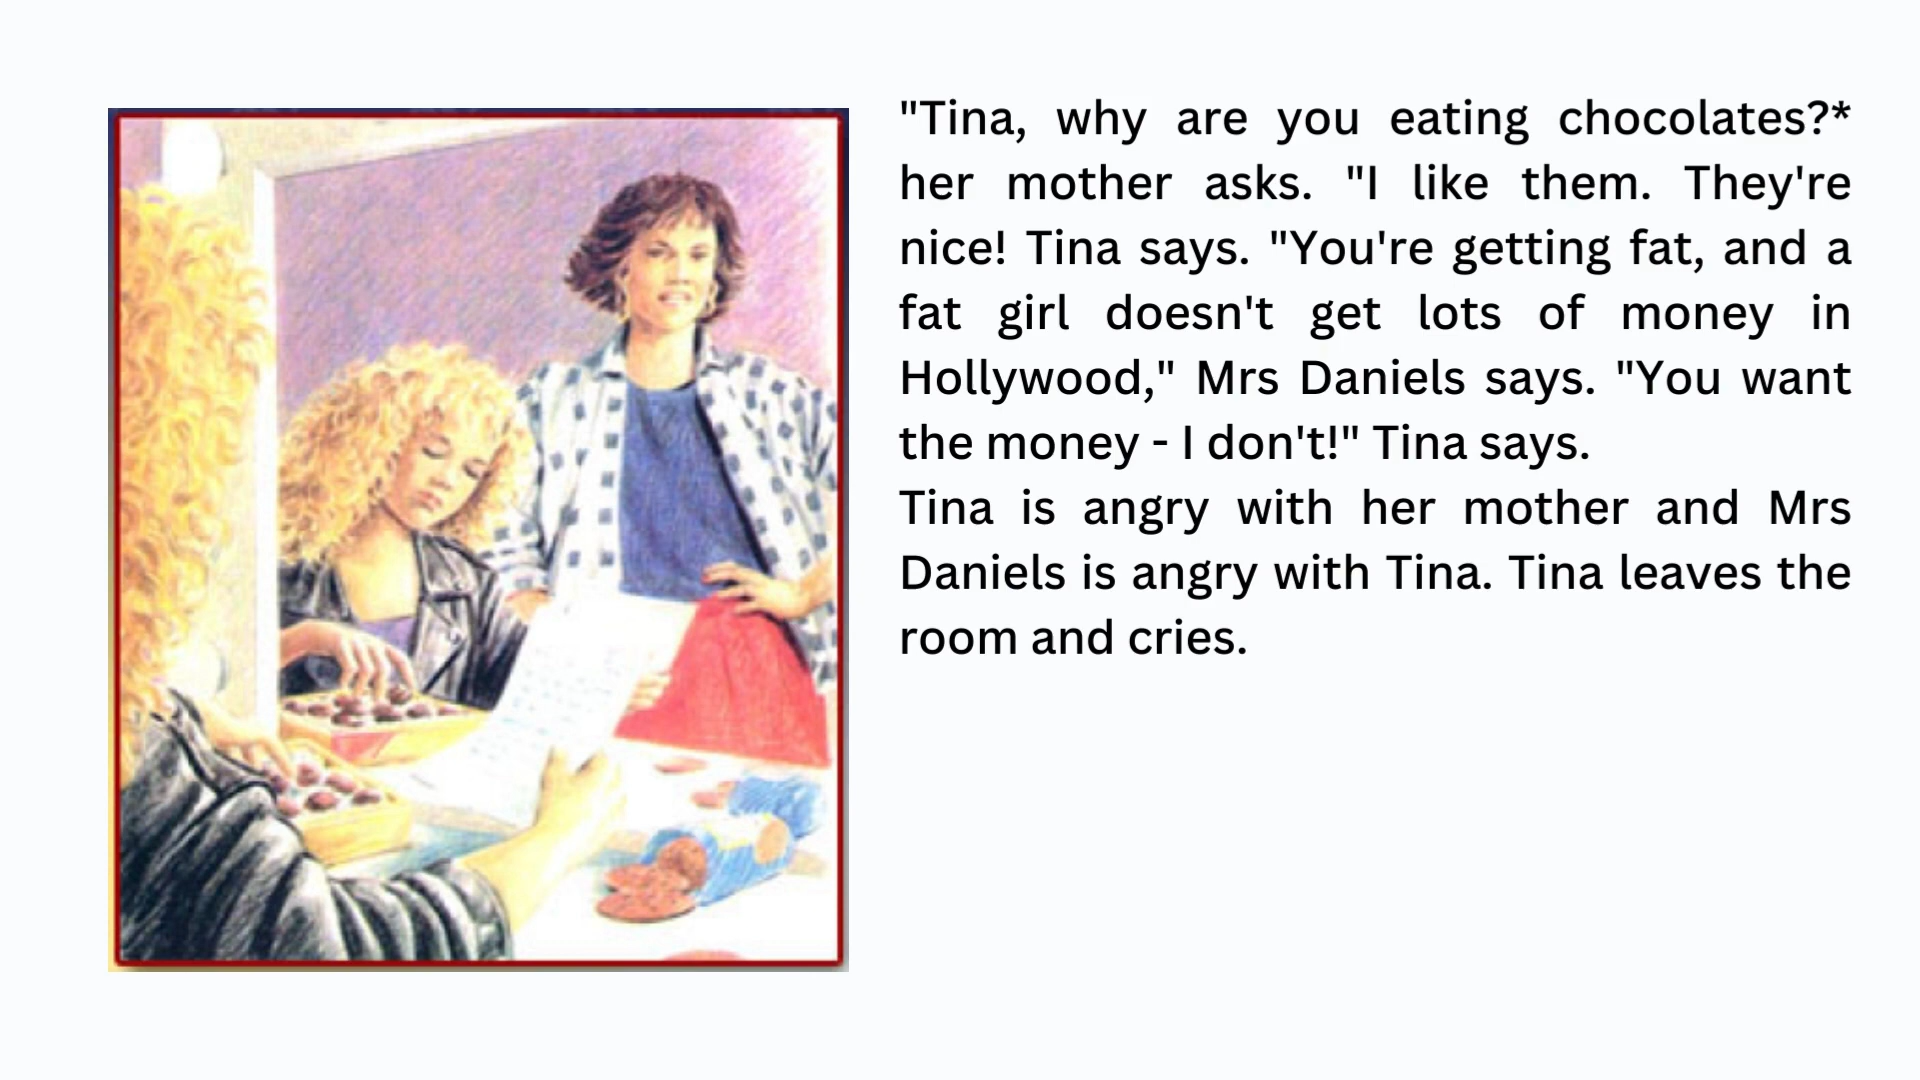 "Tina, why are you eating chocolates?*
her mother asks. "I like them. They're
nice! Tina says. "You're getting fat, and a
fat girl doesn't get lots of money in
Hollywood," Mrs Daniels says. "You want
the money - I don't!" Tina says.
Tina is angry with her mother and Mrs
Daniels is angry with Tina. Tina leaves the
room and cries.